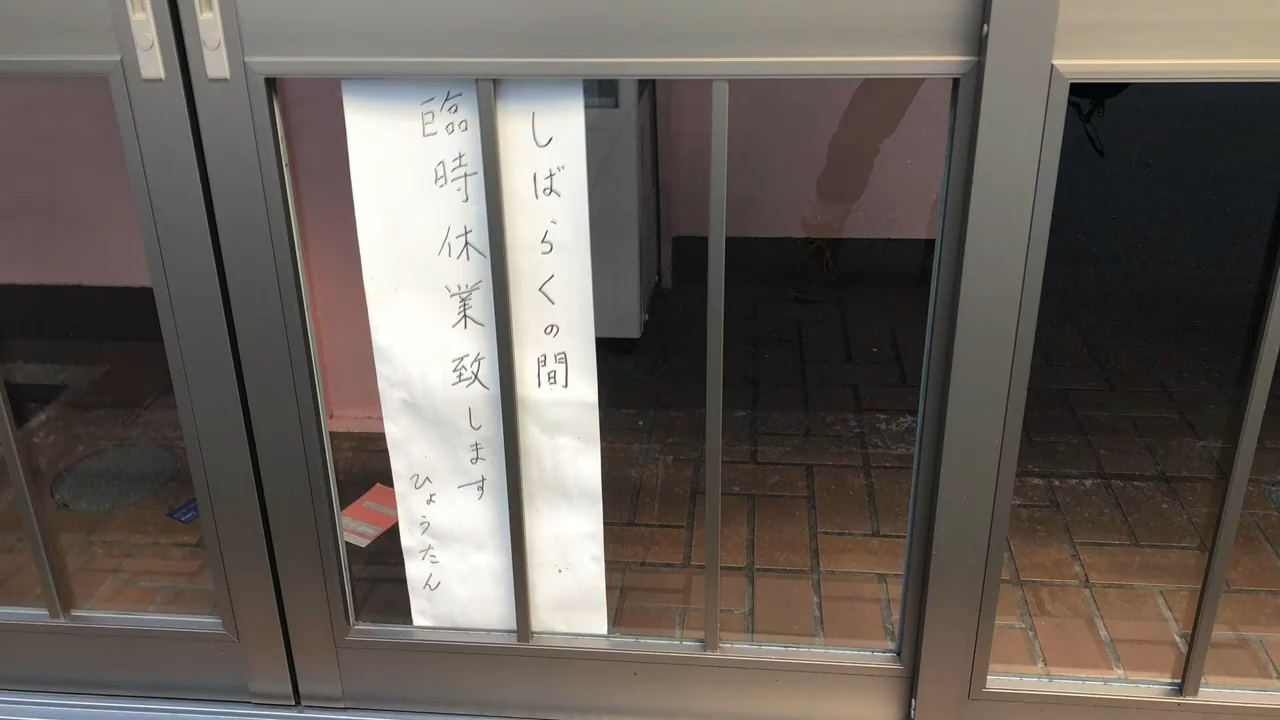 しばらくの間
臨時休業致します
ひょうたん